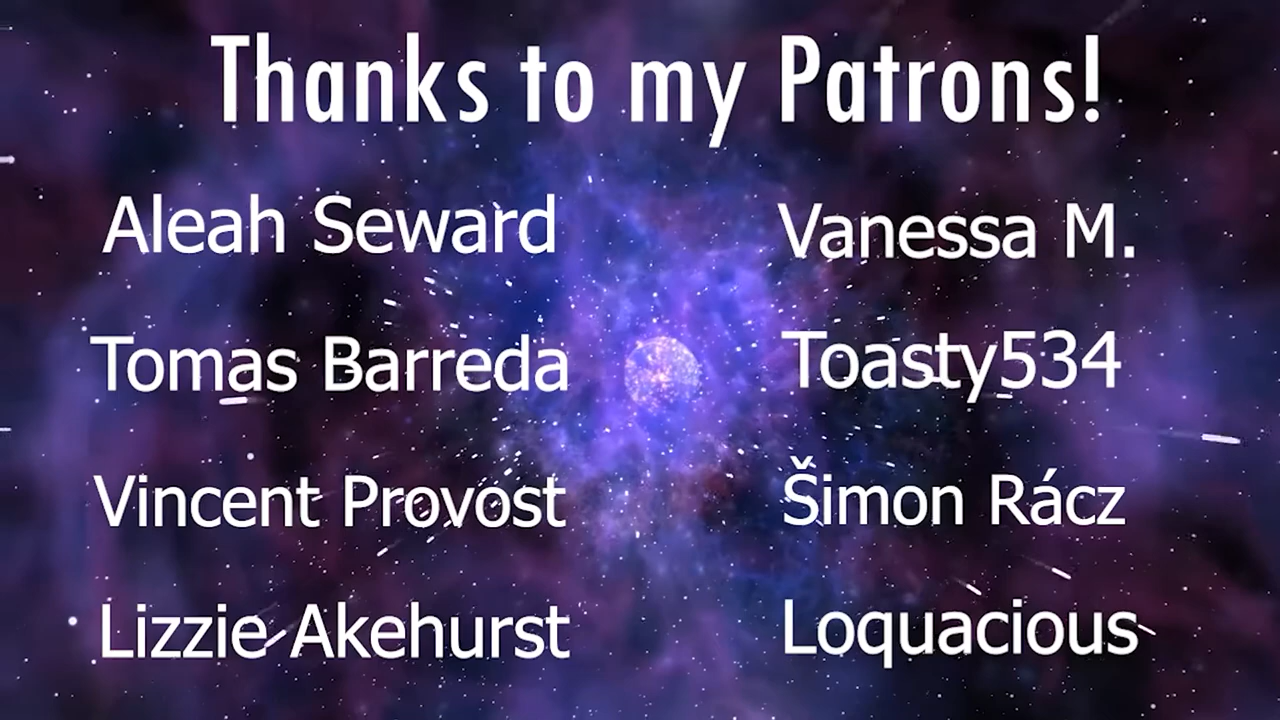 Thanks to my Patrons!
Aleah Seward
Tomas Barreda
Vincent Provost
Lizzie Akehurst
Vanessa M.
Toasty534
Šimon Rácz
Loquacious